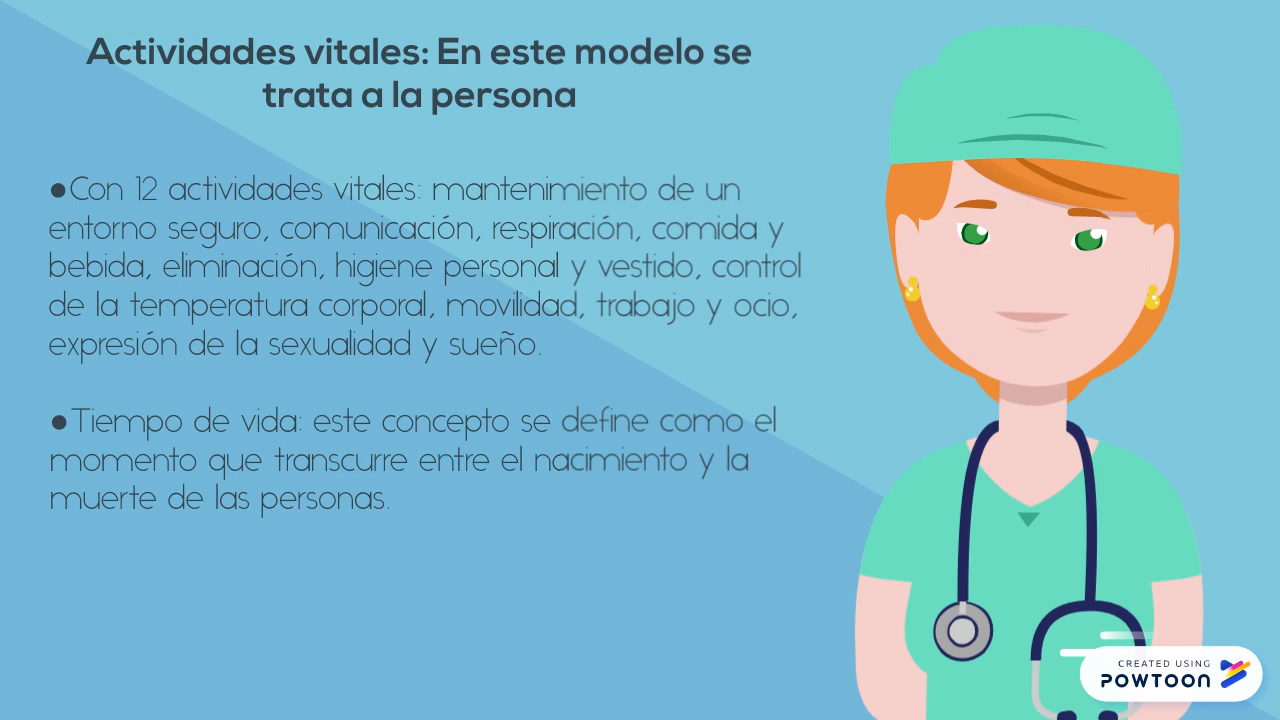 Actividades vitales: En este modelo se
trata a la persona
●Con 12 actividades vitales: mantenimiento de un
entorno seguro, comunicación, respiración, comida y
bebida, eliminación, higiene personal y vestido, control
de la temperatura corporal, movilidad, trabajo y ocio,
expresión de la sexualidad y sueño.
●Tiempo de vida: este concepto se define como el
momento que transcurre entre el nacimiento y la
muerte de las personas.
CREATED USING
POWTOON